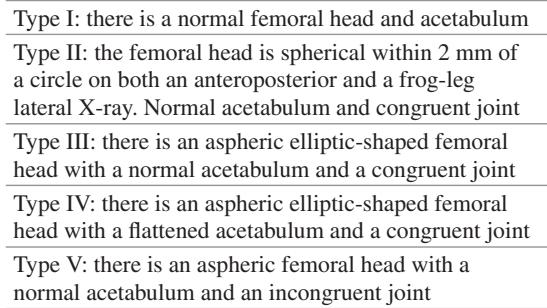 Type I: there is a normal femoral head and acetabulum
Type II: the femoral head is spherical within 2 mm of
a circle on both an anteroposterior and a frog-leg
lateral X-ray. Normal acetabulum and congruent joint
Type III: there is an aspheric elliptic-shaped femoral
head with a normal acetabulum and a congruent joint
Type IV: there is an aspheric elliptic-shaped femoral
head with a flattened acetabulum and a congruent joint
Type V: there is an aspheric femoral head with a
normal acetabulum and an incongruent joint